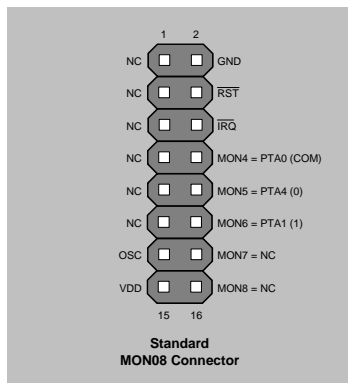 1 2
NC GND
NC RST
NC IRQ
NC MON4 = PTA0 (COM)
NC MON5 = PTA4 (0)
NC MON6 = PTA1 (1)
OSC MON7 = NC
VDD MON8 = NC
15 16
Standard
MON08 Connector